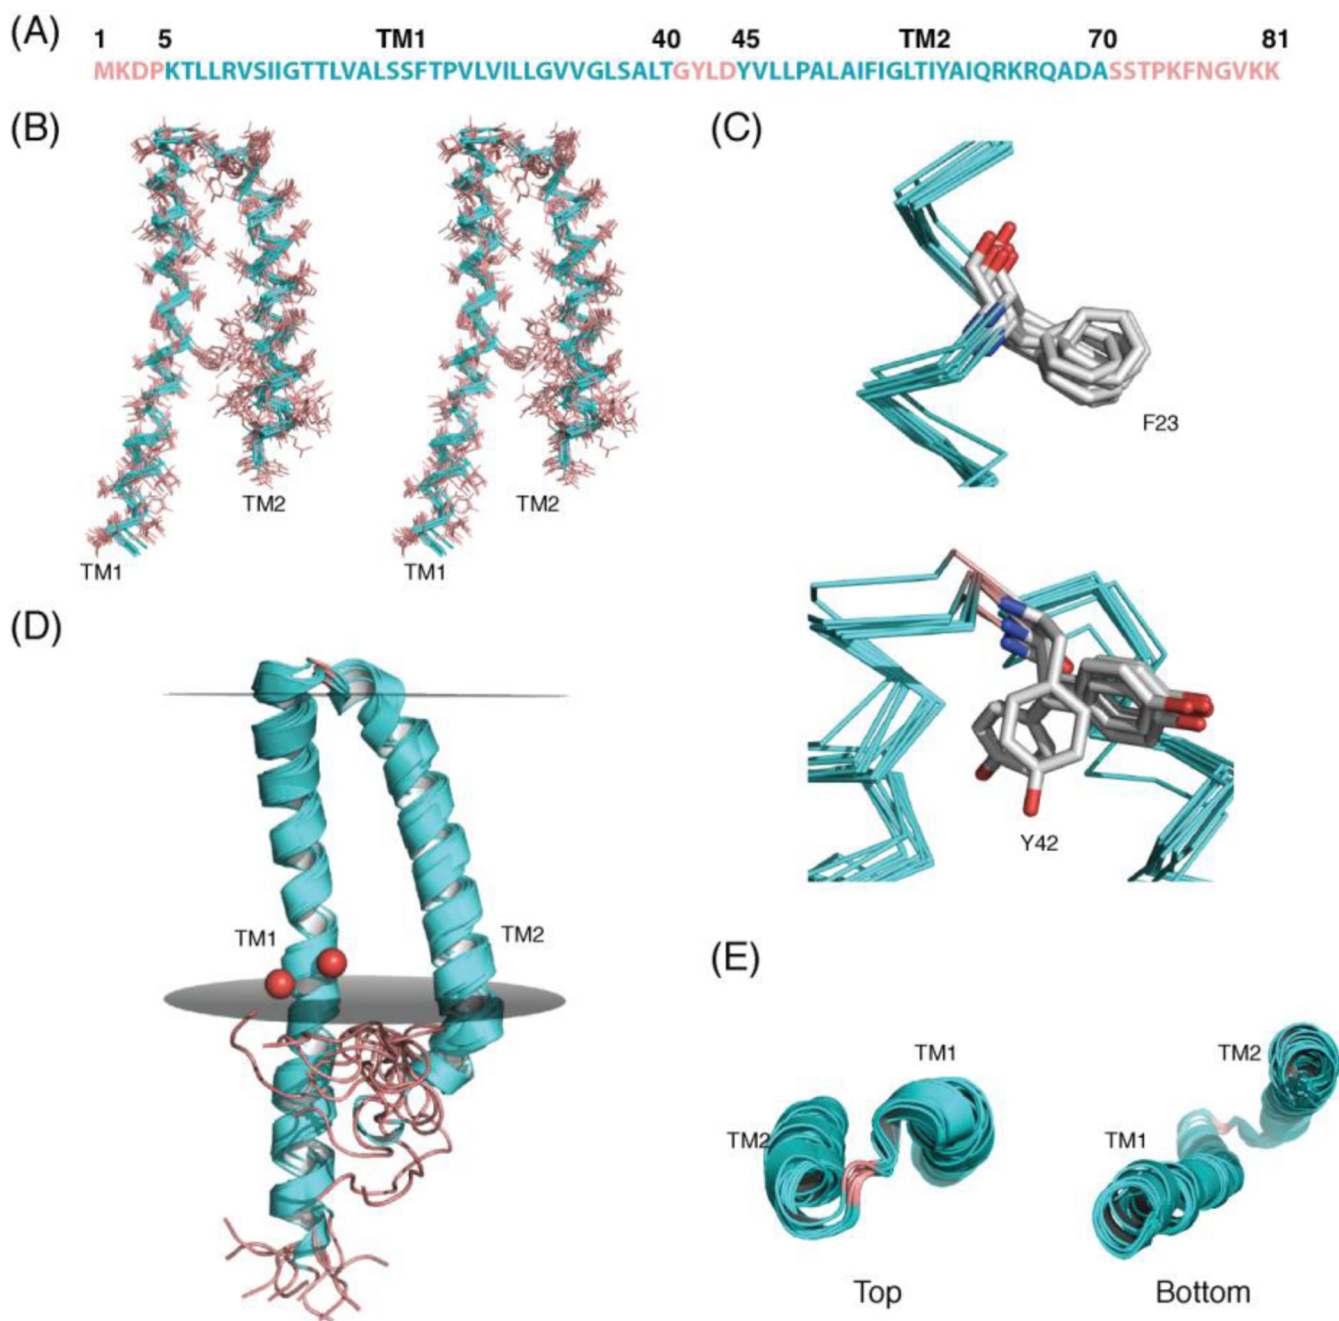 (A)
1 5 TM1 40 45 TM2 70 81
MKDPKTLLRVSIIGTTLVALSSFTPVLVILLGVVGLSALTGYLDYVLLPALAIFIGLTIYAIQRKRQADASSTPKFNGVKK
(B)
(C)
F23
TM2
TM2
TM1
TM1
(D)
Y42
TM1
TM2
(E)
TM1
TM2
TM2
TM1
Top
Bottom